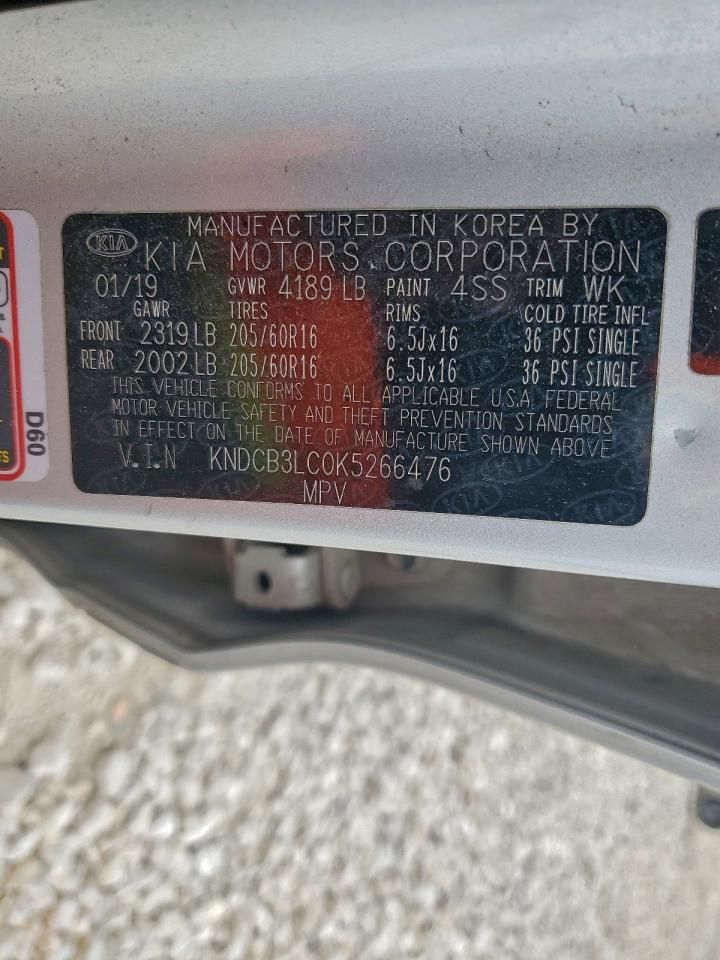 MANUFACTURED IN KOREA BY
KIA KIA MOTORS CORPORATION
01/19 GVWR 4189 LB PAINT 4SS TRIM WK
GAWR TIRES RIMS COLD TIRE INFL
FRONT 2319 LB 205/60R16 6.5Jx16 36 PSI SINGLE
REAR 2002 LB 205/60R16 6.5Jx16 36 PSI SINGLE
THIS VEHICLE CONFORMS TO ALL APPLICABLE U.S.A. FEDERAL
MOTOR VEHICLE SAFETY AND THEFT PREVENTION STANDARDS
IN EFFECT ON THE DATE OF MANUFACTURE SHOWN ABOVE
V.I.N KNDCB3LC0K5266476
MPV
D60